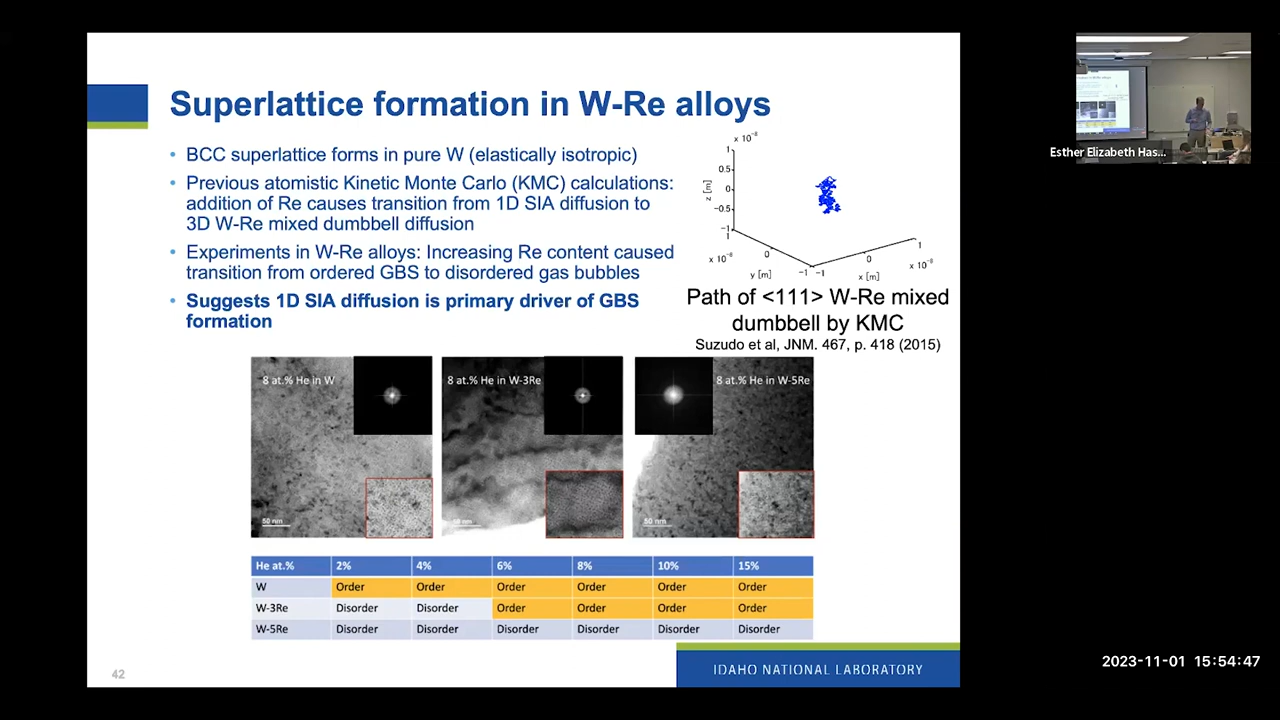 Superlattice formation in W-Re alloys
• BCC superlattice forms in pure W (elastically isotropic)
• Previous atomistic Kinetic Monte Carlo (KMC) calculations:
addition of Re causes transition from 1D SIA diffusion to
3D W-Re mixed dumbbell diffusion
• Experiments in W-Re alloys: Increasing Re content caused
transition from ordered GBS to disordered gas bubbles
• Suggests 1D SIA diffusion is primary driver of GBS
formation
x 10⁻⁸
1
0.5
0
−0.5
−1
z [m]
1
0
−1
x 10⁻⁸
y [m]
−1
0
1
x 10⁻⁸
x [m]
Path of <111> W-Re mixed
dumbbell by KMC
Suzudo et al, JNM. 467, p. 418 (2015)
8 at.% He in W
50 nm
8 at.% He in W-3Re
8 at.% He in W-5Re
50 nm
He at.% 2% 4% 6% 8% 10% 15%
W Order Order Order Order Order Order
W-3Re Disorder Disorder Order Order Order Order
W-5Re Disorder Disorder Disorder Disorder Disorder Disorder
42
IDAHO NATIONAL LABORATORY
Esther Elizabeth Has...
2023-11-01 15:54:47